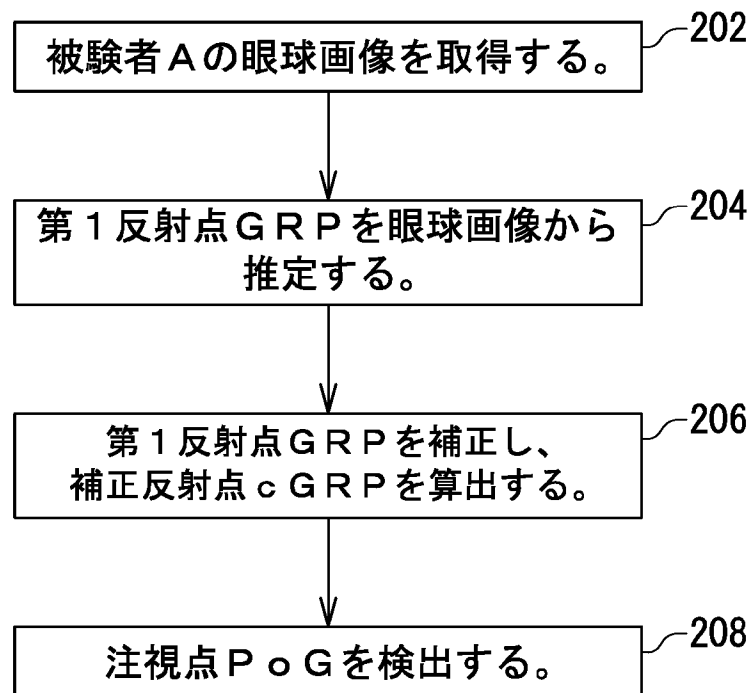 202
被験者Aの眼球画像を取得する。
204
第1反射点GRPを眼球画像から
推定する。
206
第1反射点GRPを補正し、
補正反射点cGRPを算出する。
208
注視点PoGを検出する。